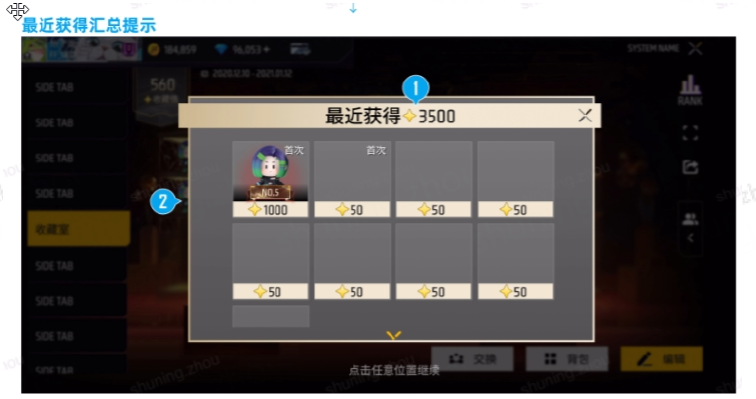 最近获得汇总提示
184,859
96,053+
SYSTEM NAME
2020.12.10 - 2021.01.12
SIDE TAB
560
RANK
1
最近获得 3500
SIDE TAB
SIDE TAB
首次
首次
NO.5
SIDE TAB
2
1000
50
50
50
收藏室
SIDE TAB
50
50
50
50
SIDE TAB
SIDE TAB
交换
背包
编辑
点击任意位置继续
SIDE TAB
shuning.zhou